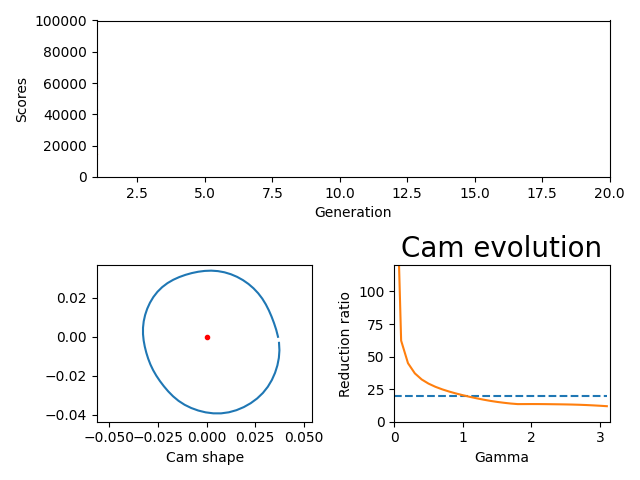 100000
80000
60000
40000
20000
0
Scores
2.5 5.0 7.5 10.0 12.5 15.0 17.5 20.0
Generation
0.02
0.00
−0.02
−0.04
−0.050 −0.025 0.000 0.025 0.050
Cam shape
Cam evolution
100
75
50
25
0
Reduction ratio
0 1 2 3
Gamma